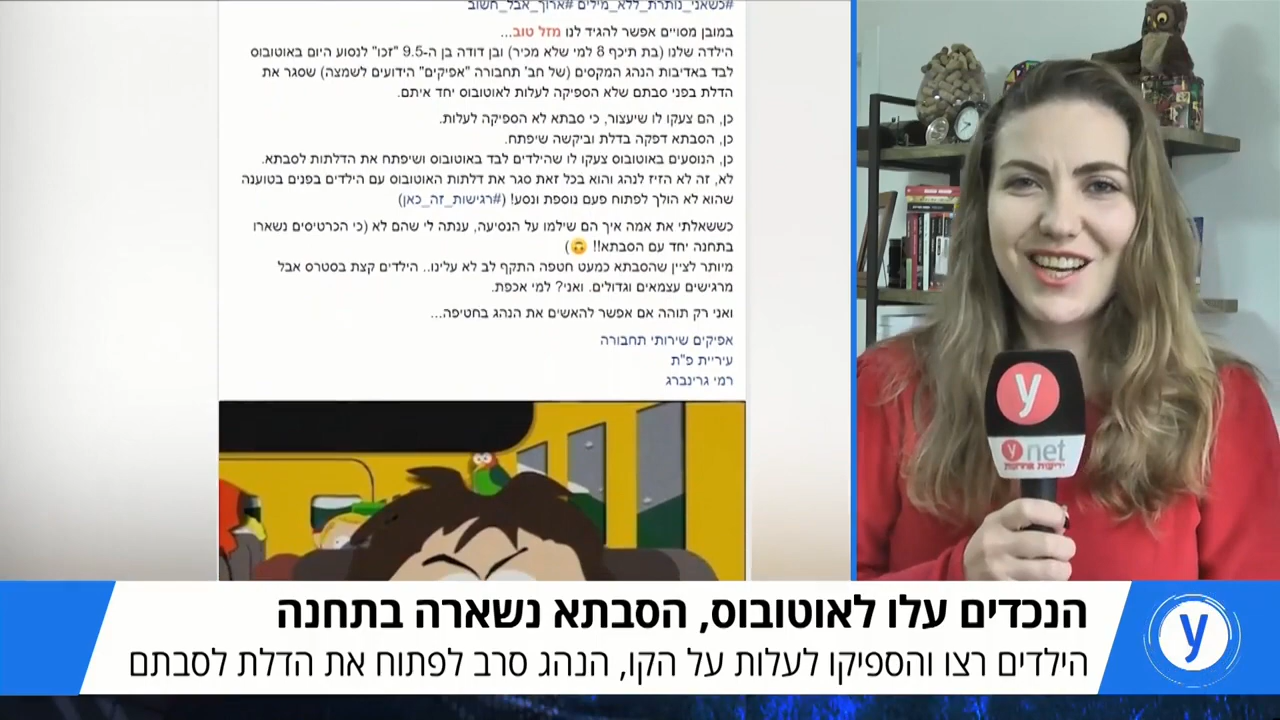 #כשאני_נותרת_ללא_מילים #ארוך_אבל_חשוב
במובן מסויים אפשר להגיד לנו מזל טוב...
הילדה שלנו (בת תיכף 8 למי שלא מכיר) ובן דודה בן ה-9.5 "זכו" לנסוע היום באוטובוס
לבד באדיבות הנהג המקסים (של חב' תחבורה "אפיקים" הידועים לשמצה) שסגר את
הדלת בפני סבתם שלא הספיקה לעלות לאוטובוס יחד איתם.
כן, הם צעקו לו שיעצור, כי סבתא לא הספיקה לעלות.
כן, הסבתא דפקה בדלת וביקשה שיפתח.
כן, הנוסעים באוטובוס צעקו לו שהילדים לבד באוטובוס ושיפתח את הדלתות לסבתא.
לא, זה לא הזיז לנהג והוא בכל זאת סגר את דלתות האוטובוס עם הילדים בפנים בטוענה
שהוא לא הולך לפתוח פעם נוספת ונסע! (#רגישות_זה_כאן)
כששאלתי את אמה איך הם שילמו על הנסיעה, ענתה לי שהם לא (כי הכרטיסים נשארו
בתחנה יחד עם הסבתא!! 🙃)
מיותר לציין שהסבתא כמעט חטפה התקף לב לא עלינו.. הילדים קצת בסטרס אבל
מרגישים עצמאים וגדולים. ואני? למי אכפת.
ואני רק תוהה אם אפשר להאשים את הנהג בחטיפה...
אפיקים שירותי תחבורה
עיריית פ"ת
רמי גרינברג
y
ynet
ידיעות אחרונות
הנכדים עלו לאוטובוס, הסבתא נשארה בתחנה
הילדים רצו והספיקו לעלות על הקו, הנהג סרב לפתוח את הדלת לסבתם
y